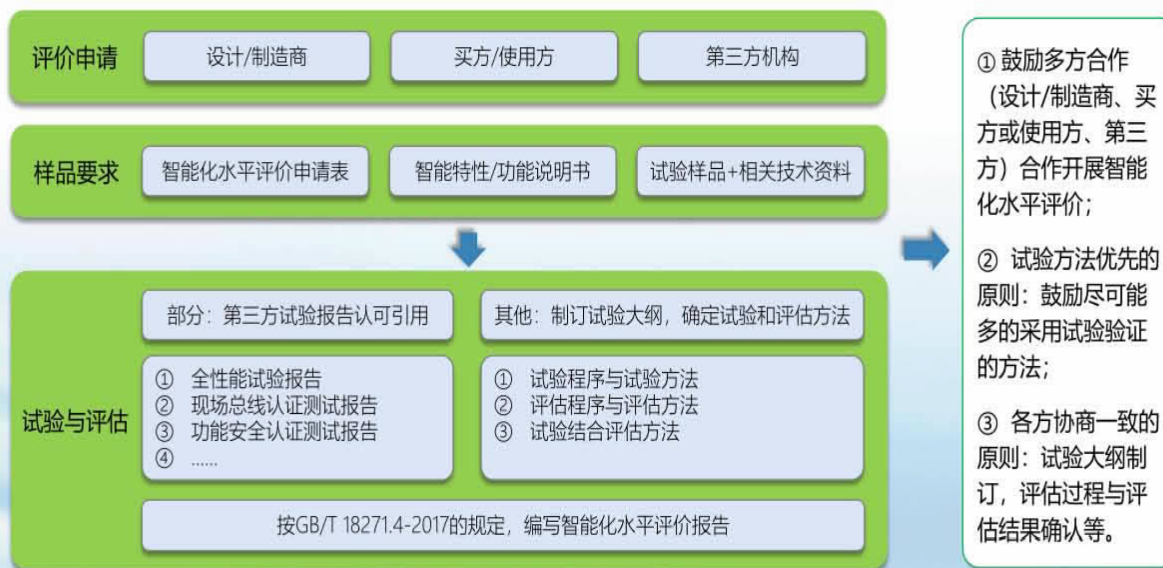 评价申请
设计/制造商
买方/使用方
第三方机构
样品要求
智能化水平评价申请表
智能特性/功能说明书
试验样品+相关技术资料
试验与评估
部分：第三方试验报告认可引用
① 全性能试验报告
② 现场总线认证测试报告
③ 功能安全认证测试报告
④ ......
其他：制订试验大纲，确定试验和评估方法
① 试验程序与试验方法
② 评估程序与评估方法
③ 试验结合评估方法
按GB/T 18271.4-2017的规定，编写智能化水平评价报告
① 鼓励多方合作
（设计/制造商、买
方或使用方、第三
方）合作开展智能
化水平评价；
② 试验方法优先的
原则：鼓励尽可能
多的采用试验验证
的方法；
③ 各方协商一致的
原则：试验大纲制
订，评估过程与评
估结果确认等。